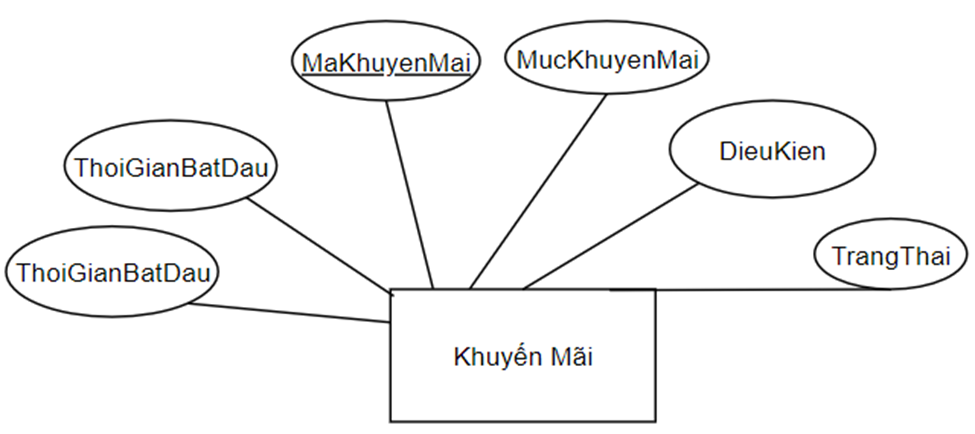 MaKhuyenMai
MucKhuyenMai
ThoiGianBatDau
DieuKien
ThoiGianBatDau
TrangThai
Khuyến Mãi